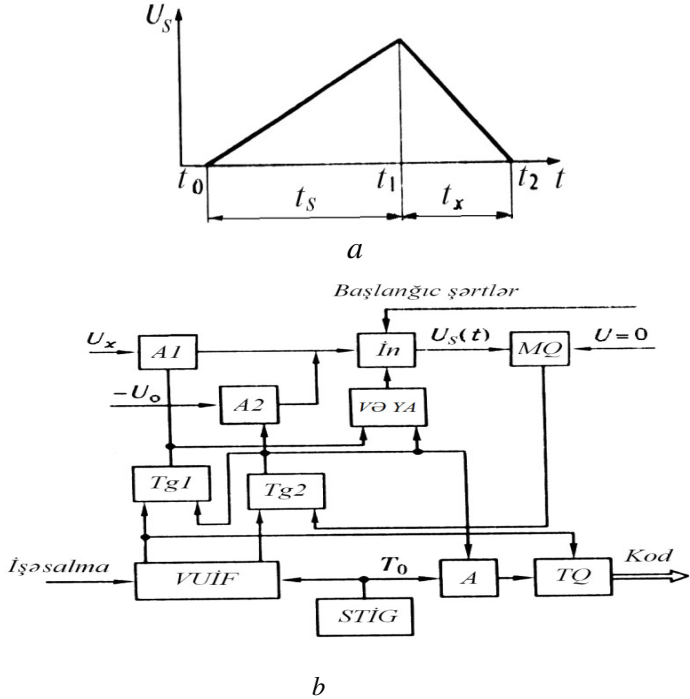 U_S
t_0
t_1
t_2
t
t_S
t_x
a
Başlanğıc şərtlər
U_x
A1
İn
U_S(t)
MQ
U=0
-U_0
A2
VƏ YA
Tg1
Tg2
İşəsalma
VUİF
T_0
A
TQ
Kod
STİG
b